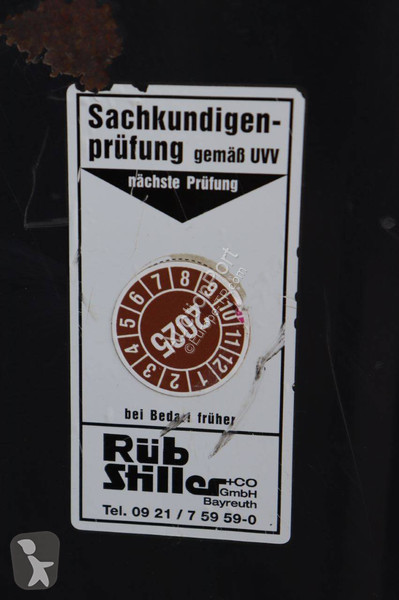 Sachkundigen-
prüfung gemäß UVV
nächste Prüfung
1 2 3 4 5 6 7 8 9 10 11 12
2025
bei Bedarf früher
Rüb
Stiller +CO
GmbH
Bayreuth
Tel. 09 21 / 7 59 59-0